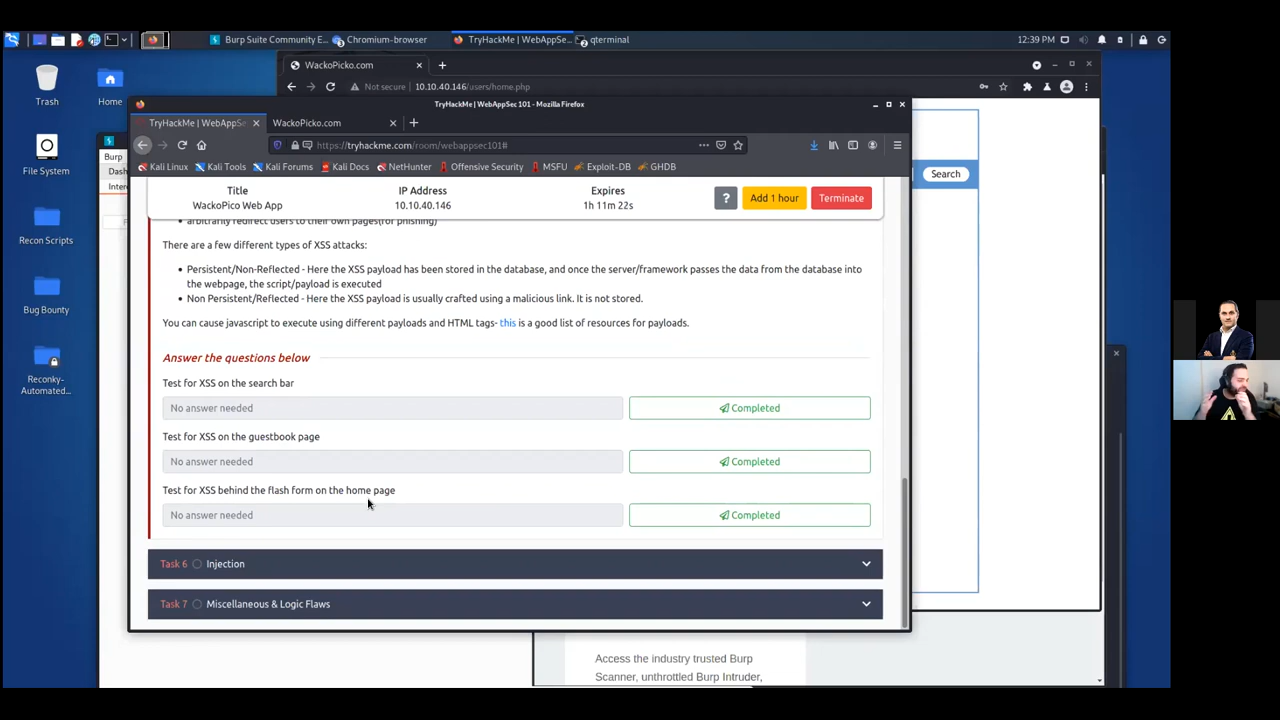 Burp Suite Community E...
Chromium-browser
TryHackMe | WebAppSe...
qterminal
12:39 PM
WackoPicko.com
Not secure
10.10.40.146/users/home.php
Trash
Home
File System
Recon Scripts
Bug Bounty
Reconky-
Automated...
Burp
Dash
Inter
Search
TryHackMe | WebAppSec 101 - Mozilla Firefox
TryHackMe | WebAppSe
WackoPicko.com
https://tryhackme.com/room/webappsec101#
Kali Linux
Kali Tools
Kali Forums
Kali Docs
NetHunter
Offensive Security
MSFU
Exploit-DB
GHDB
Title
IP Address
Expires
WackoPico Web App
10.10.40.146
1h 11m 22s
?
Add 1 hour
Terminate
arbitrarily redirect users to their own pages(for phishing)
There are a few different types of XSS attacks:
• Persistent/Non-Reflected - Here the XSS payload has been stored in the database, and once the server/framework passes the data from the database into
the webpage, the script/payload is executed
• Non Persistent/Reflected - Here the XSS payload is usually crafted using a malicious link. It is not stored.
You can cause javascript to execute using different payloads and HTML tags- this is a good list of resources for payloads.
Answer the questions below
Test for XSS on the search bar
No answer needed
Completed
Test for XSS on the guestbook page
No answer needed
Completed
Test for XSS behind the flash form on the home page
No answer needed
Completed
Task 6 Injection
Task 7 Miscellaneous & Logic Flaws
Access the industry trusted Burp
Scanner, unthrottled Burp Intruder,